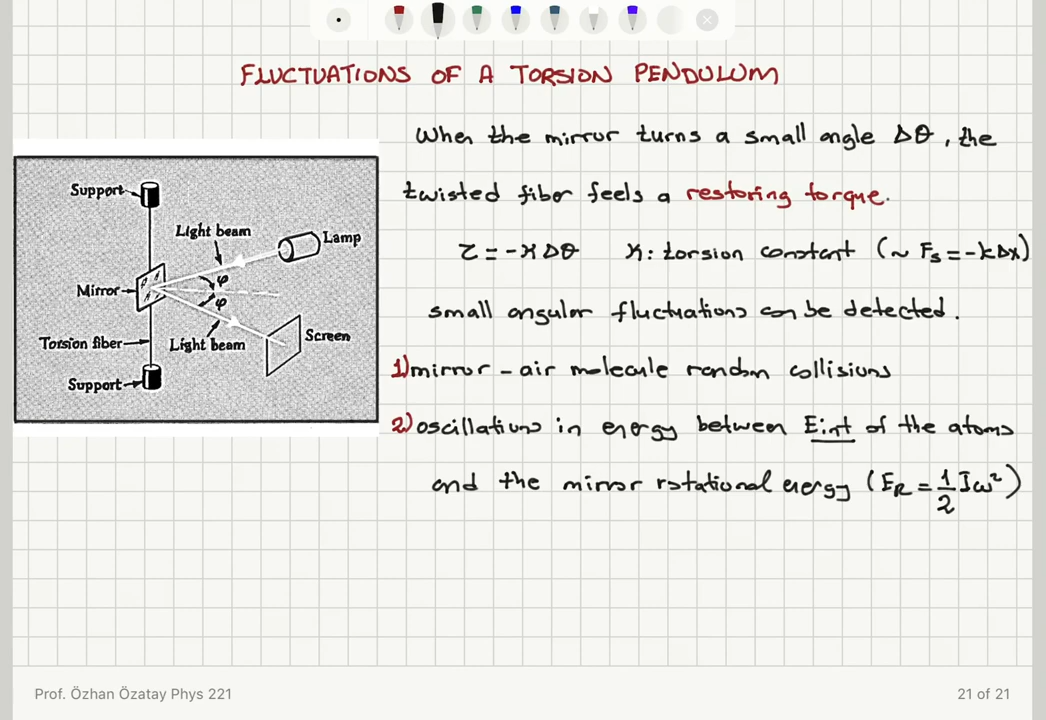 FLUCTUATIONS OF A TORSION PENDULUM
When the mirror turns a small angle Δθ, the
twisted fiber feels a restoring torque.
τ = -κΔθ κ: torsion constant (~ Fs = -kΔx)
small angular fluctuations can be detected.
1) mirror - air molecule random collisions
2) oscillations in energy between Eint of the atoms
and the mirror rotational energy (ER = 1/2 Iω²)
Support
Light beam
Lamp
Mirror
φ
φ
Torsion fiber
Light beam
Screen
Support
Prof. Özhan Özatay Phys 221
21 of 21